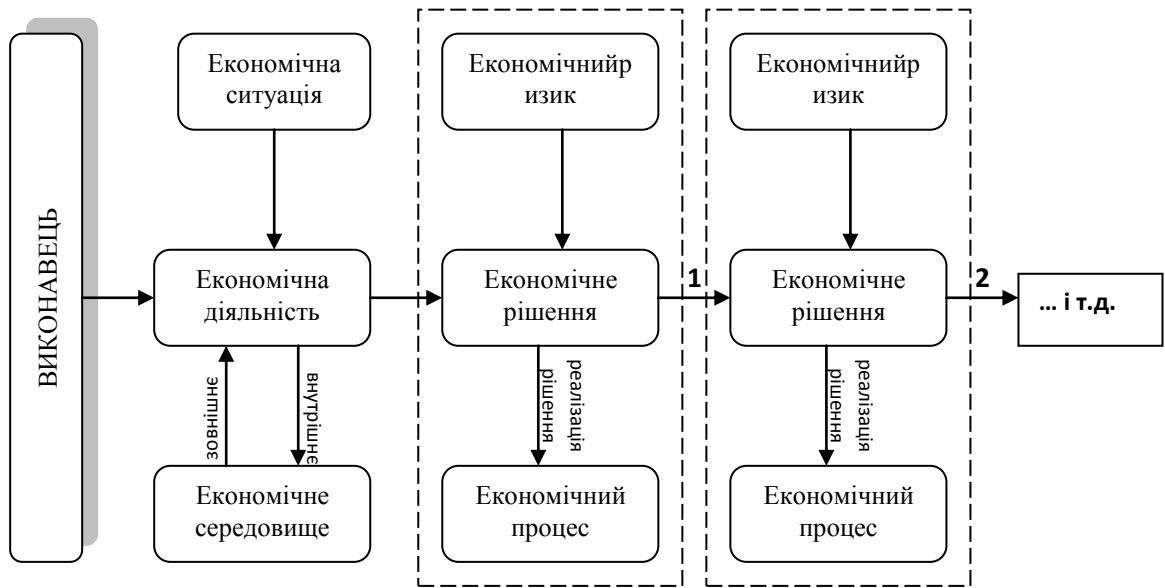 ВИКОНАВЕЦЬ
Економічна
ситуація
Економічна
діяльність
зовнішнє
внутрішнє
Економічне
середовище
Економічнийр
изик
Економічне
рішення
реалізація
рішення
Економічний
процес
1
Економічнийр
изик
Економічне
рішення
реалізація
рішення
Економічний
процес
2
... і т.д.